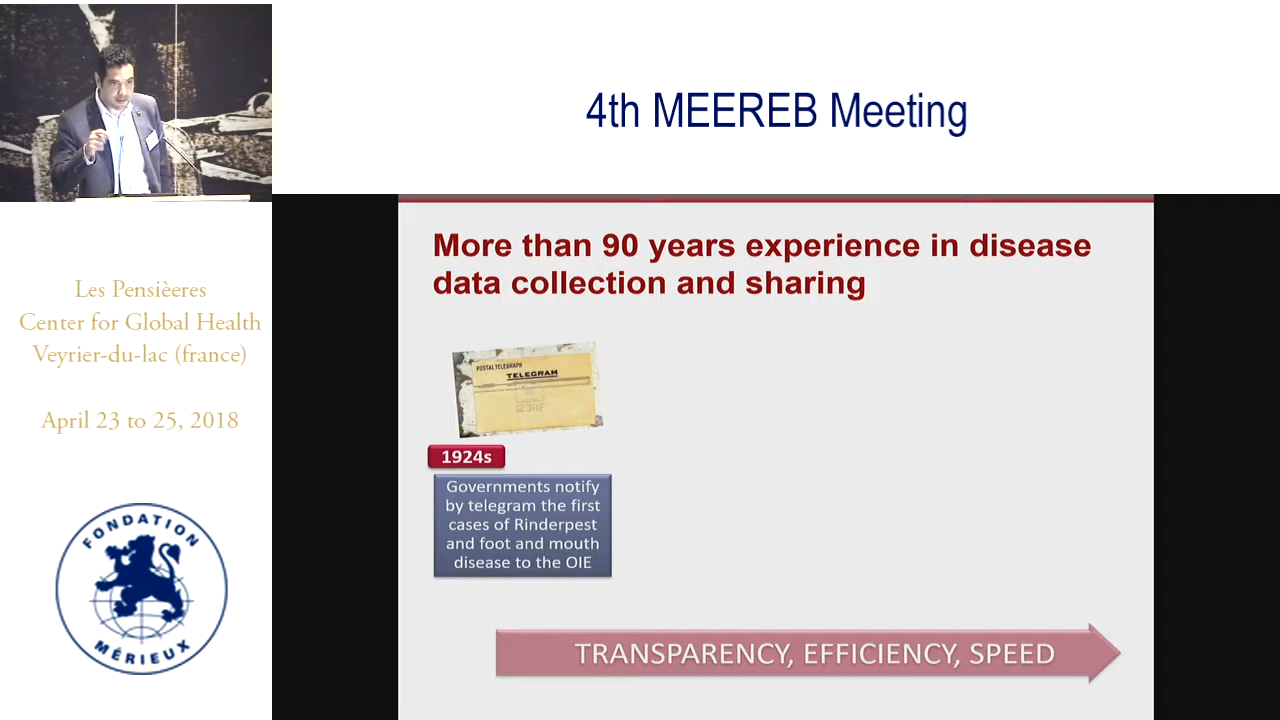 4th MEEREB Meeting
Les Pensièeres
Center for Global Health
Veyrier-du-lac (france)
April 23 to 25, 2018
FONDATION
MÉRIEUX
More than 90 years experience in disease
data collection and sharing
POSTAL TELEGRAPH
TELEGRAM
1924s
Governments notify
by telegram the first
cases of Rinderpest
and foot and mouth
disease to the OIE
TRANSPARENCY, EFFICIENCY, SPEED